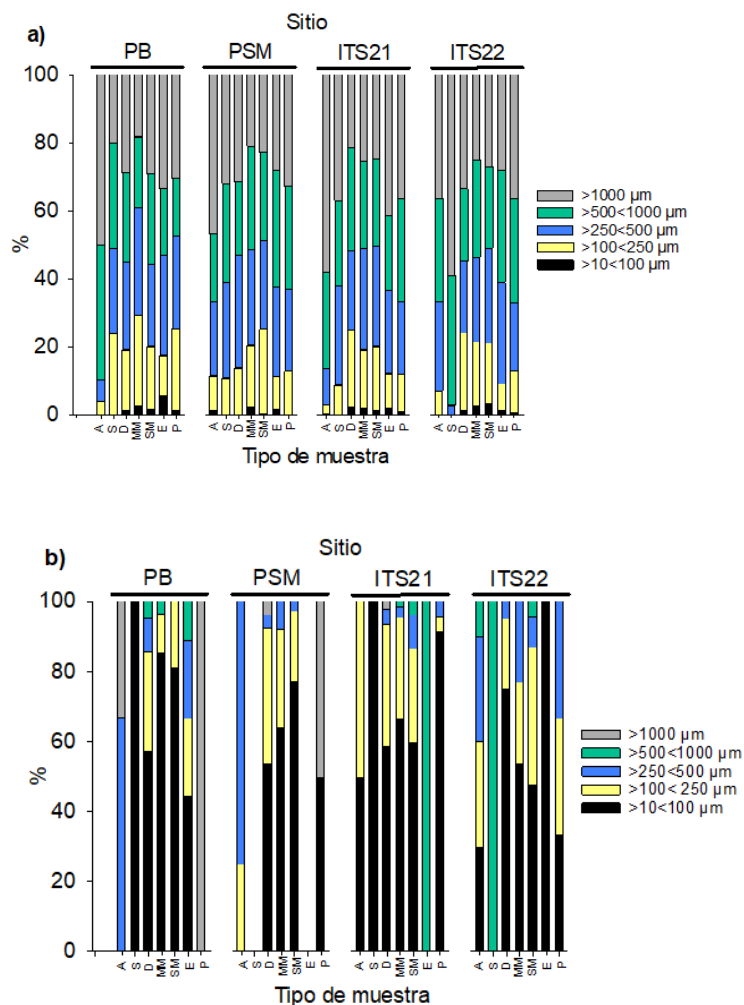 a)
Sitio
PB PSM ITS21 ITS22
100
80
60
40
20
0
%
>1000 µm
>500<1000 µm
>250<500 µm
>100<250 µm
>10<100 µm
A S D MM SM E P A S D MM SM E P A S D MM SM E P A S D MM SM E P
Tipo de muestra
b)
Sitio
PB PSM ITS21 ITS22
100
80
60
40
20
0
%
>1000 µm
>500<1000 µm
>250<500 µm
>100< 250 µm
>10<100 µm
A S D MM SM E P A S D MM SM E P A S D MM SM E P A S D MM SM E P
Tipo de muestra